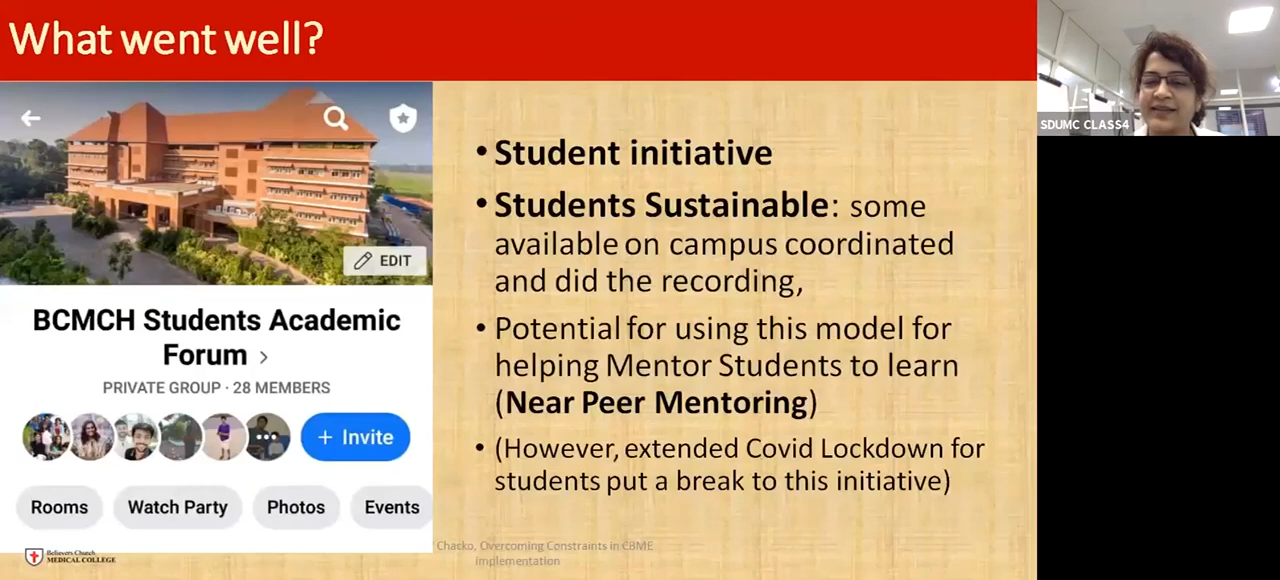 What went well?
SDUMC CLASS4
EDIT
BCMCH Students Academic
Forum >
PRIVATE GROUP · 28 MEMBERS
+ Invite
Rooms
Watch Party
Photos
Events
• Student initiative
• Students Sustainable: some
available on campus coordinated
and did the recording,
• Potential for using this model for
helping Mentor Students to learn
(Near Peer Mentoring)
• (However, extended Covid Lockdown for
students put a break to this initiative)
Believers Church
MEDICAL COLLEGE
Chacko, Overcoming Constraints in CBME
implementation